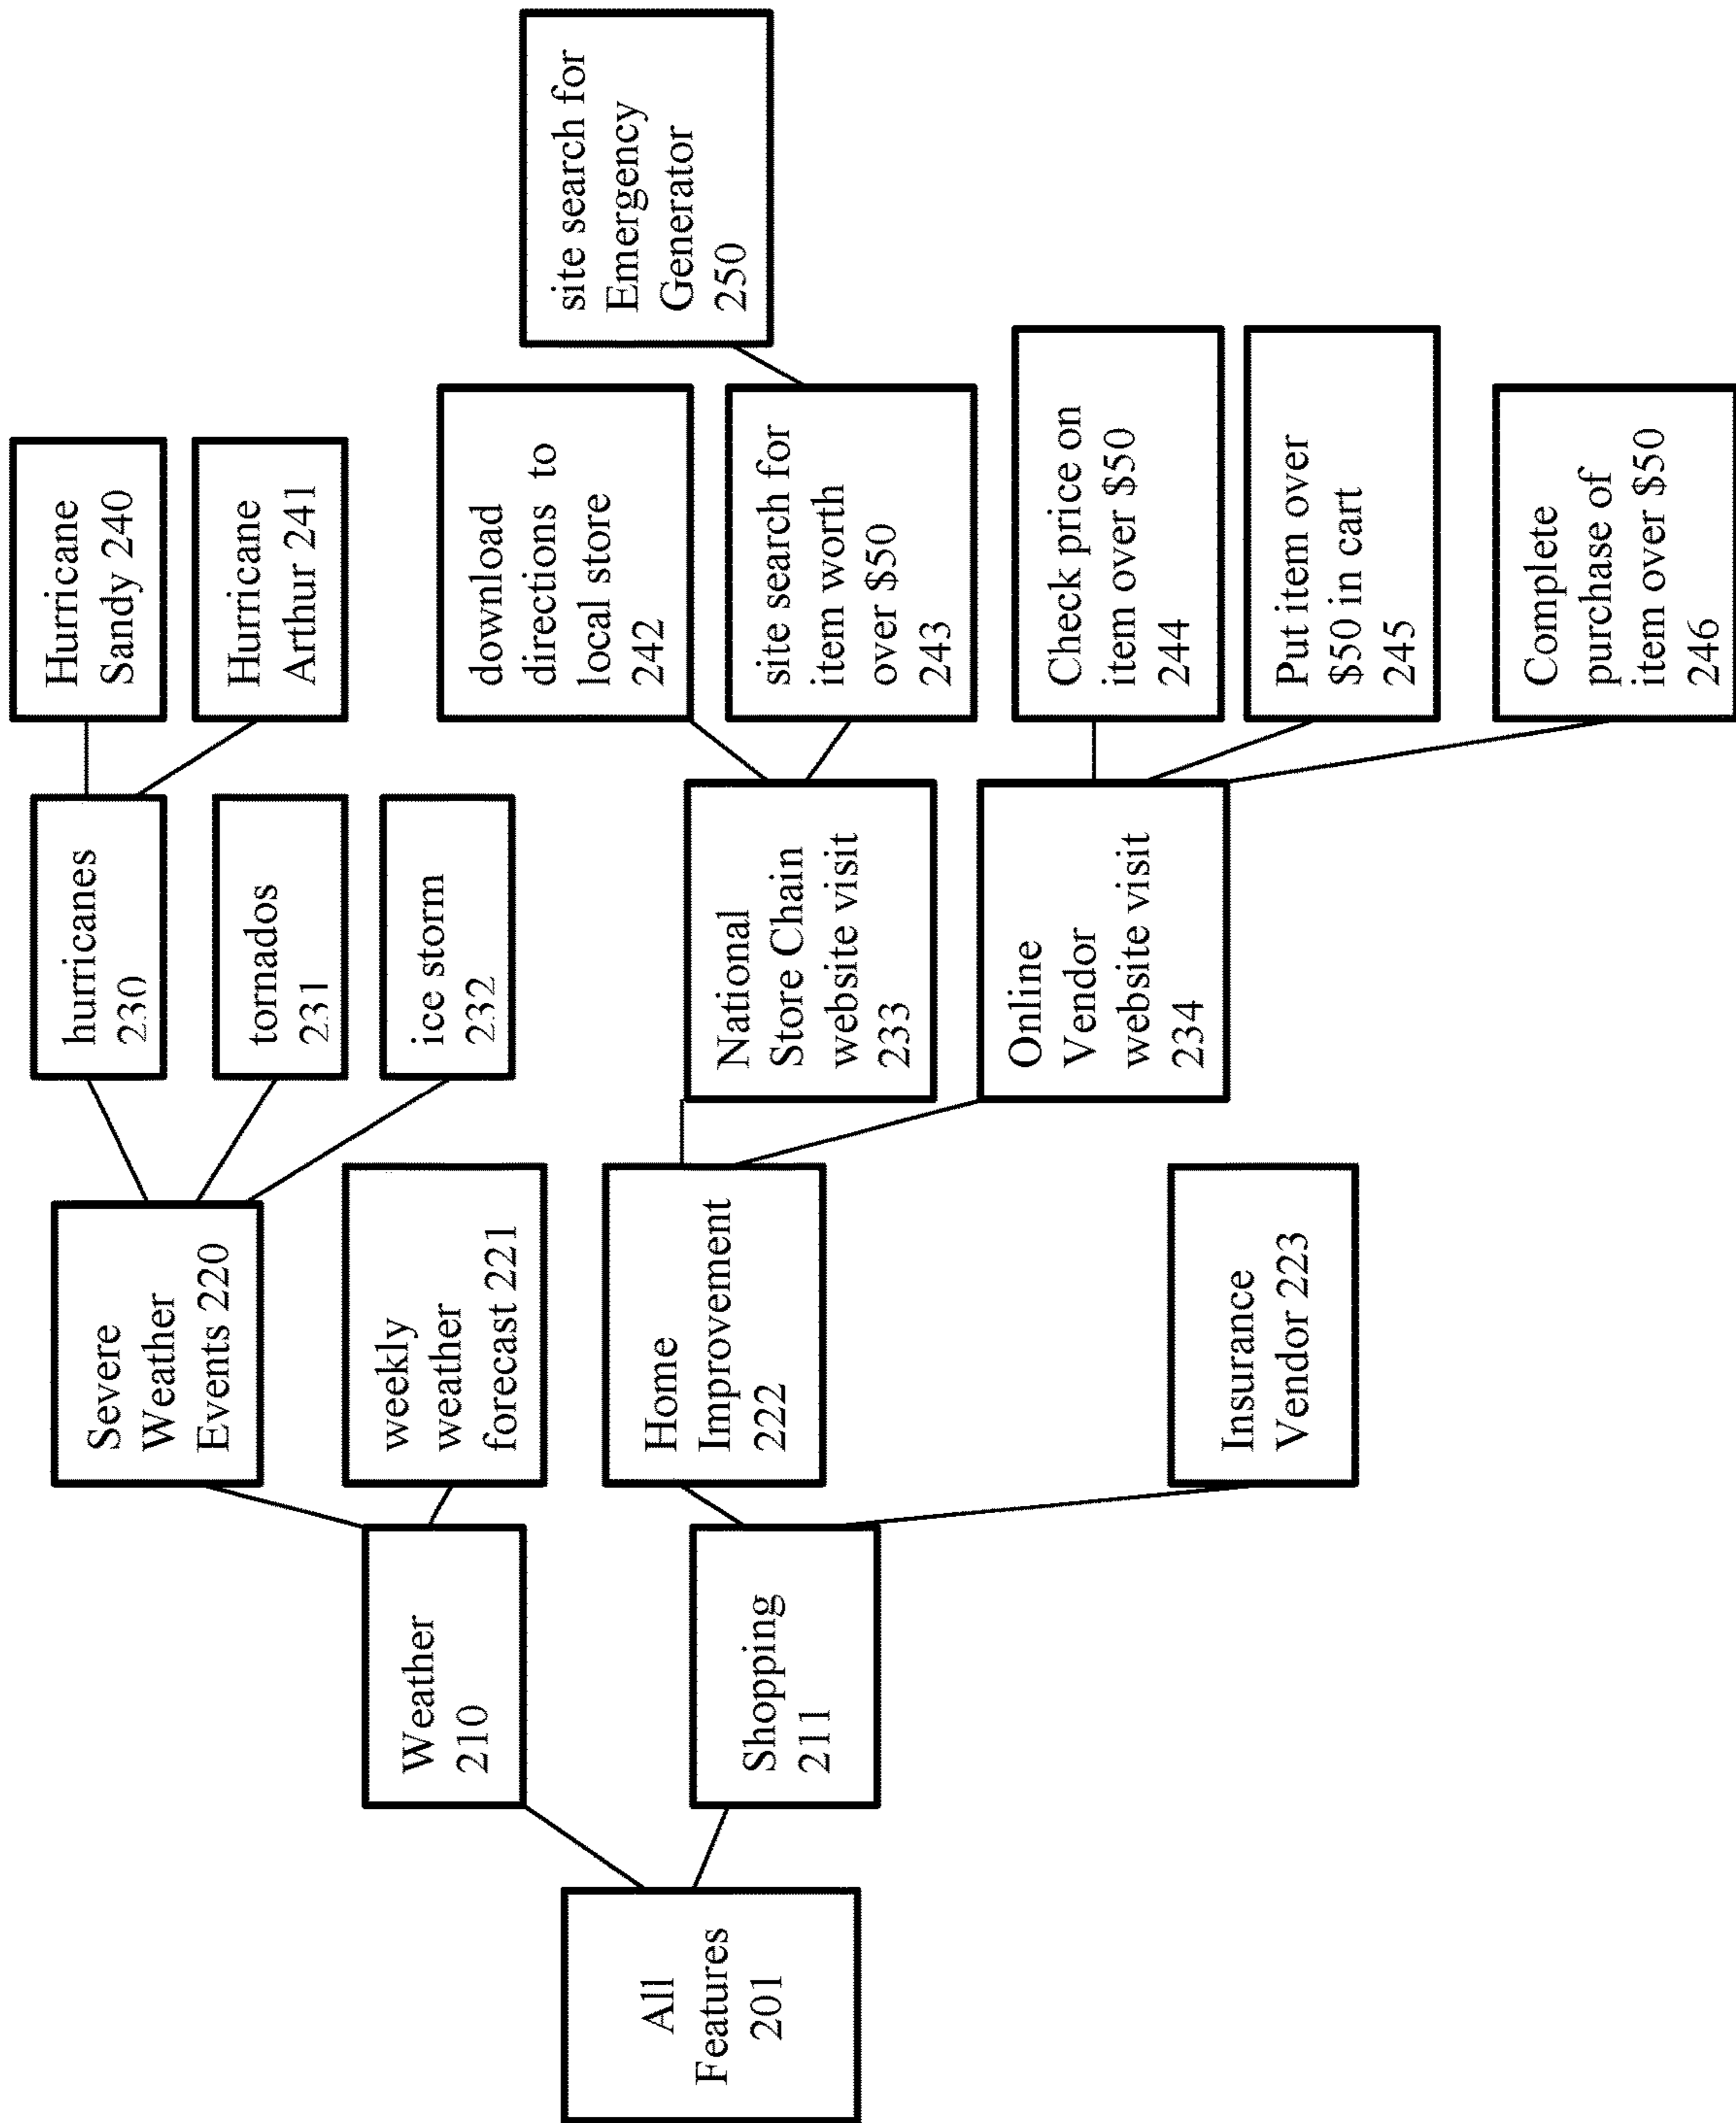 All
Features
201
Weather
210
Shopping
211
Severe
Weather
Events 220
weekly
weather
forecast 221
Home
Improvement
222
Insurance
Vendor 223
hurricanes
230
tornados
231
ice storm
232
National
Store Chain
website visit
233
Online
Vendor
website visit
234
Hurricane
Sandy 240
Hurricane
Arthur 241
download
directions to
local store
242
site search for
item worth
over $50
243
Check price on
item over $50
244
Put item over
$50 in cart
245
Complete
purchase of
item over $50
246
site search for
Emergency
Generator
250